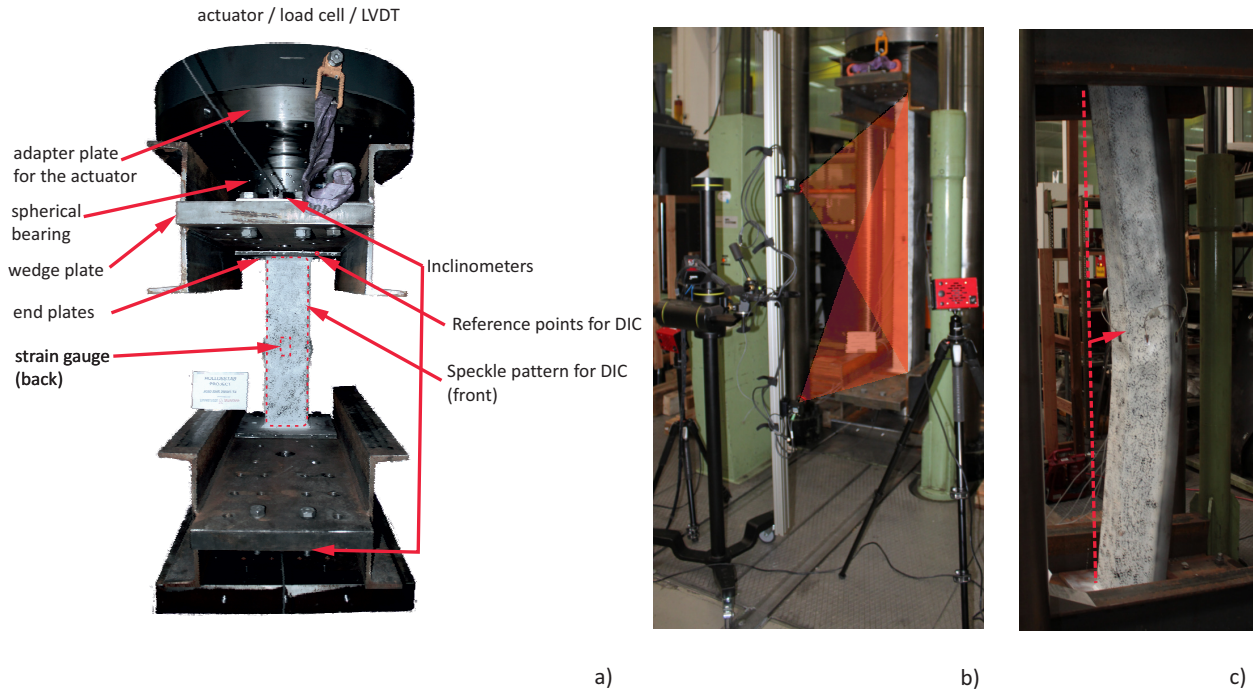 actuator / load cell / LVDT
adapter plate
for the actuator
spherical
bearing
wedge plate
end plates
strain gauge
(back)
Inclinometers
Reference points for DIC
Speckle pattern for DIC
(front)
PROJECT
a)
b)
c)